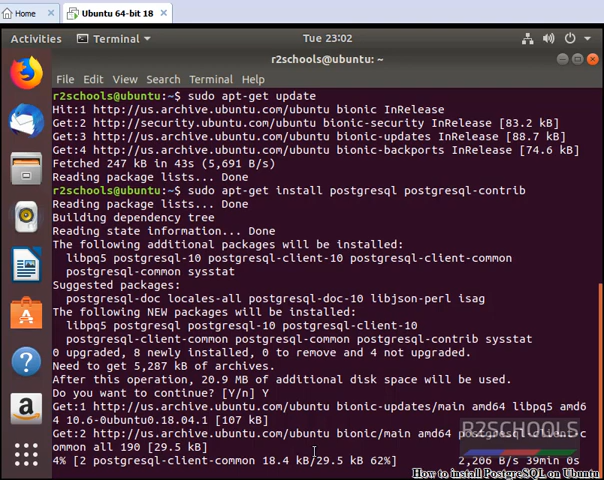 Home
Ubuntu 64-bit 18
Activities
Terminal
Tue 23:02
r2schools@ubuntu: ~
File Edit View Search Terminal Help
r2schools@ubuntu:~$ sudo apt-get update
Hit:1 http://us.archive.ubuntu.com/ubuntu bionic InRelease
Get:2 http://security.ubuntu.com/ubuntu bionic-security InRelease [83.2 kB]
Get:3 http://us.archive.ubuntu.com/ubuntu bionic-updates InRelease [88.7 kB]
Get:4 http://us.archive.ubuntu.com/ubuntu bionic-backports InRelease [74.6 kB]
Fetched 247 kB in 43s (5,691 B/s)
Reading package lists... Done
r2schools@ubuntu:~$ sudo apt-get install postgresql postgresql-contrib
Reading package lists... Done
Building dependency tree
Reading state information... Done
The following additional packages will be installed:
libpq5 postgresql-10 postgresql-client-10 postgresql-client-common
postgresql-common sysstat
Suggested packages:
postgresql-doc locales-all postgresql-doc-10 libjson-perl isag
The following NEW packages will be installed:
libpq5 postgresql postgresql-10 postgresql-client-10
postgresql-client-common postgresql-common postgresql-contrib sysstat
0 upgraded, 8 newly installed, 0 to remove and 4 not upgraded.
Need to get 5,287 kB of archives.
After this operation, 20.9 MB of additional disk space will be used.
Do you want to continue? [Y/n] Y
Get:1 http://us.archive.ubuntu.com/ubuntu bionic-updates/main amd64 libpq5 amd6
4 10.6-0ubuntu0.18.04.1 [107 kB]
Get:2 http://us.archive.ubuntu.com/ubuntu bionic/main amd64 postgresql-client-c
ommon all 190 [29.5 kB]
4% [2 postgresql-client-common 18.4 kB/29.5 kB 62%] 2,206 B/s 39min 0s
R2SCHOOLS
How to install PostgreSQL on Ubuntu